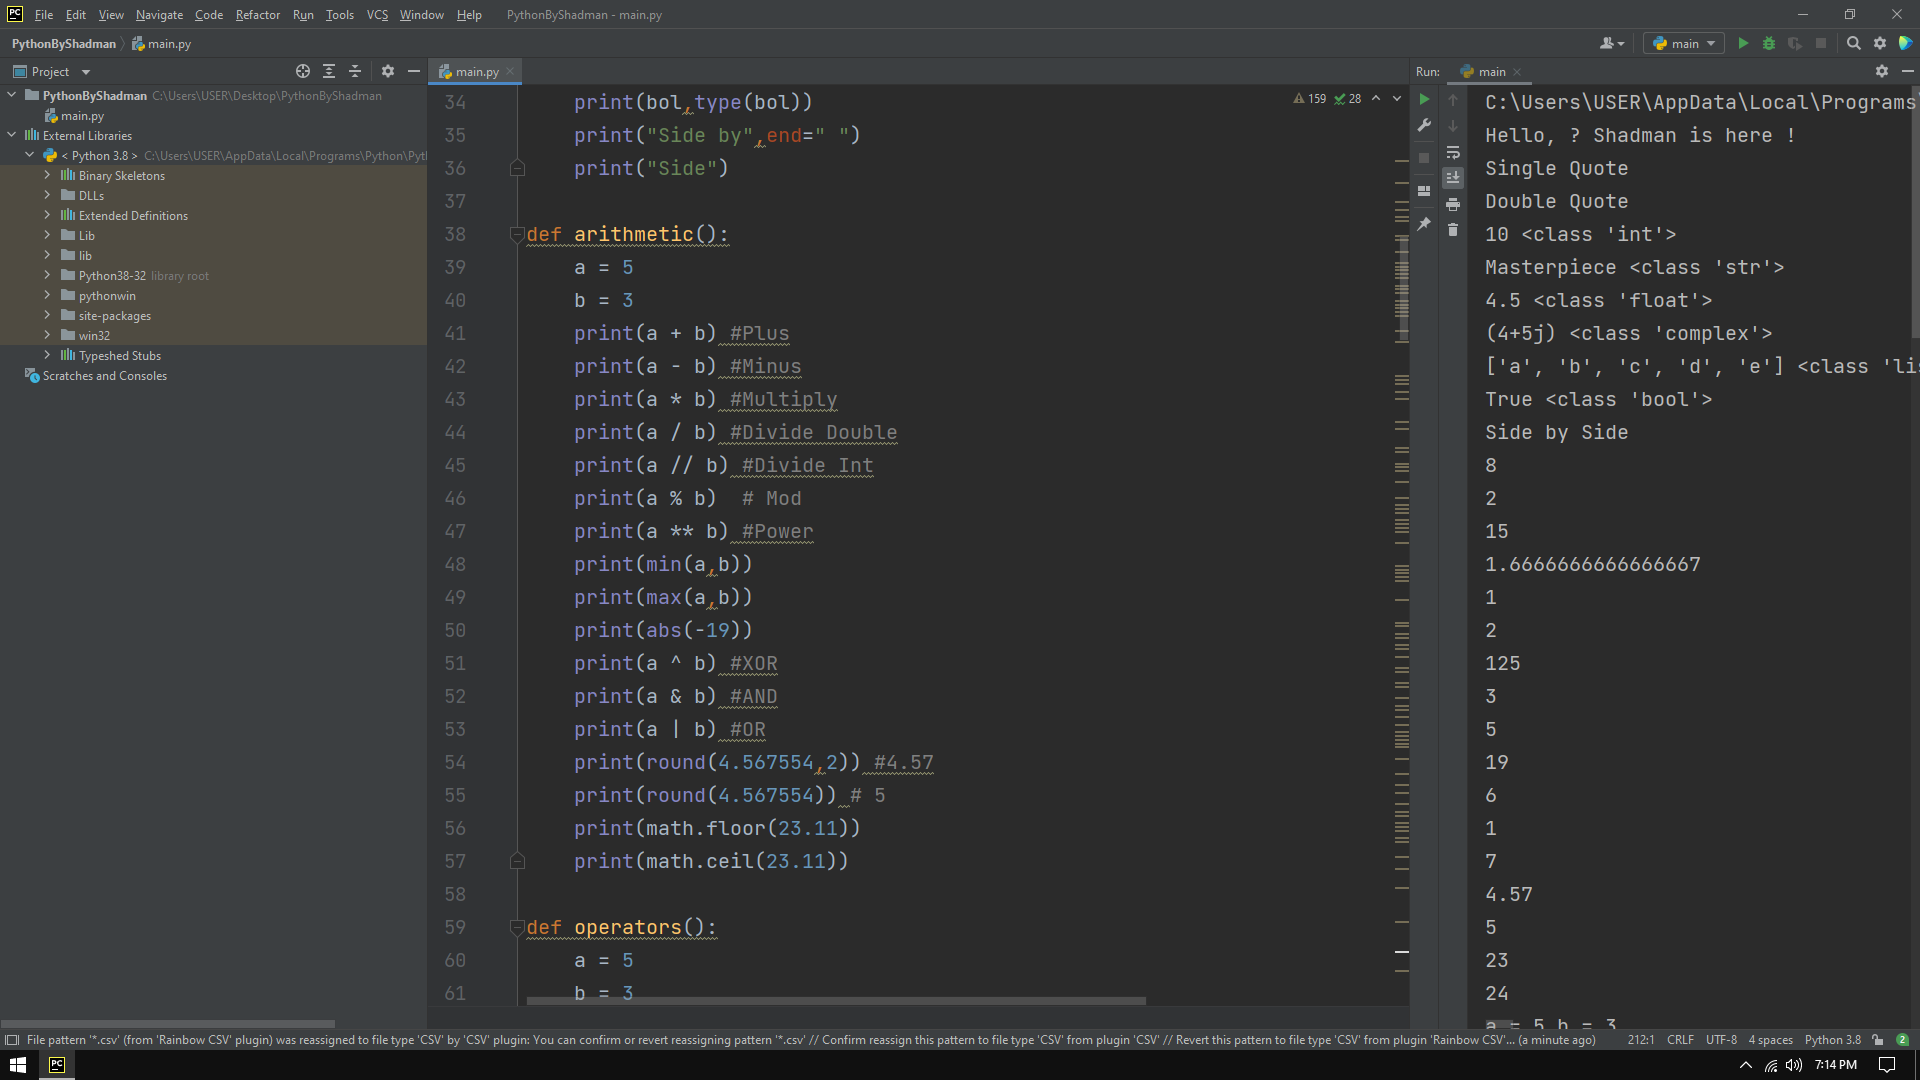 PC File Edit View Navigate Code Refactor Run Tools VCS Window Help PythonByShadman - main.py
PythonByShadman main.py main
Project
PythonByShadman C:\Users\USER\Desktop\PythonByShadman
main.py
External Libraries
< Python 3.8 > C:\Users\USER\AppData\Local\Programs\Python\Pyt
Binary Skeletons
DLLs
Extended Definitions
Lib
lib
Python38-32 library root
pythonwin
site-packages
win32
Typeshed Stubs
Scratches and Consoles
main.py
159 28
34 print(bol,type(bol))
35 print("Side by",end=" ")
36 print("Side")
37
38 def arithmetic():
39 a = 5
40 b = 3
41 print(a + b) #Plus
42 print(a - b) #Minus
43 print(a * b) #Multiply
44 print(a / b) #Divide Double
45 print(a // b) #Divide Int
46 print(a % b)  # Mod
47 print(a ** b) #Power
48 print(min(a,b))
49 print(max(a,b))
50 print(abs(-19))
51 print(a ^ b) #XOR
52 print(a & b) #AND
53 print(a | b) #OR
54 print(round(4.567554,2)) #4.57
55 print(round(4.567554)) # 5
56 print(math.floor(23.11))
57 print(math.ceil(23.11))
58
59 def operators():
60 a = 5
61 b = 3
Run: main
C:\Users\USER\AppData\Local\Programs
Hello, ? Shadman is here !
Single Quote
Double Quote
10 <class 'int'>
Masterpiece <class 'str'>
4.5 <class 'float'>
(4+5j) <class 'complex'>
['a', 'b', 'c', 'd', 'e'] <class 'lis
True <class 'bool'>
Side by Side
8
2
15
1.6666666666666667
1
2
125
3
5
19
6
1
7
4.57
5
23
24
a = 5 b = 3
File pattern '*.csv' (from 'Rainbow CSV' plugin) was reassigned to file type 'CSV' by 'CSV' plugin: You can confirm or revert reassigning pattern '*.csv' // Confirm reassign this pattern to file type 'CSV' from plugin 'CSV' // Revert this pattern to file type 'CSV' from plugin 'Rainbow CSV'... (a minute ago) 212:1 CRLF UTF-8 4 spaces Python 3.8 2
PC 7:14 PM